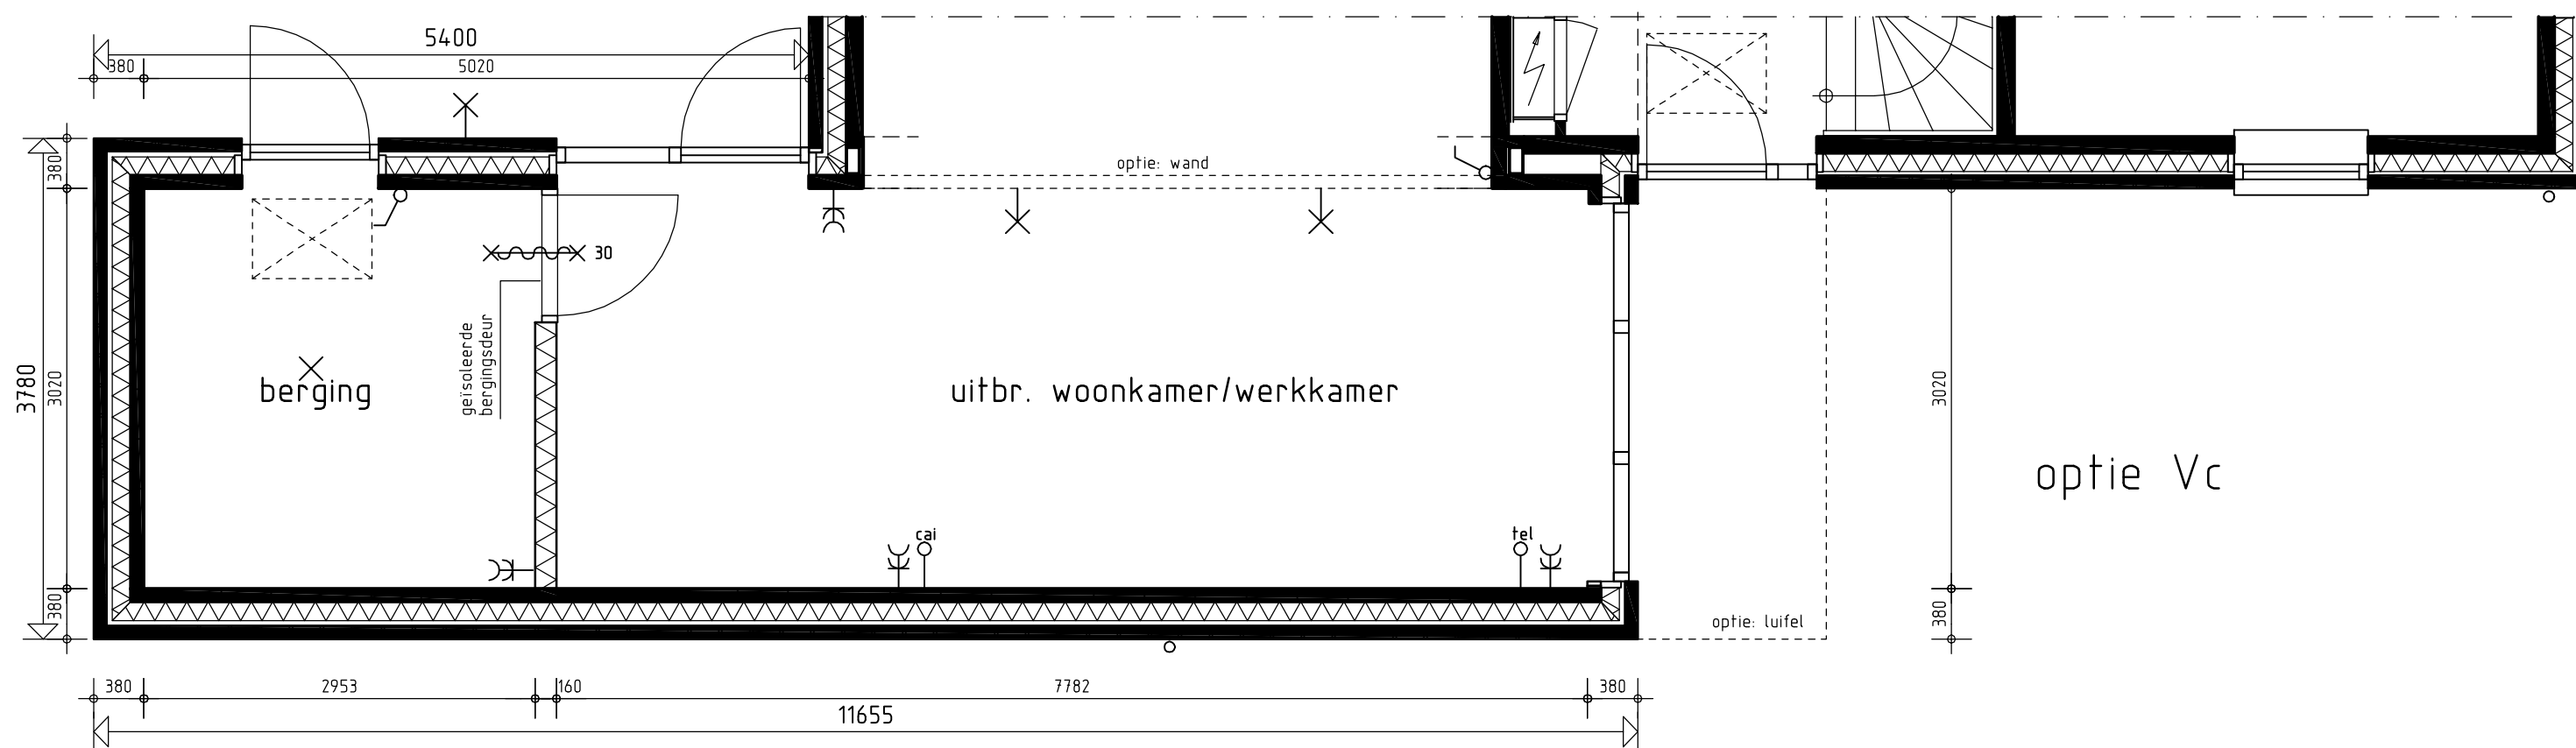 5400
380
5020
optie: wand
380
30
3780
3020
geïsoleerde
bergingsdeur
berging
uitbr. woonkamer/werkkamer
3020
optie Vc
cai
tel
380
380
optie: luifel
380
2953
160
7782
380
11655